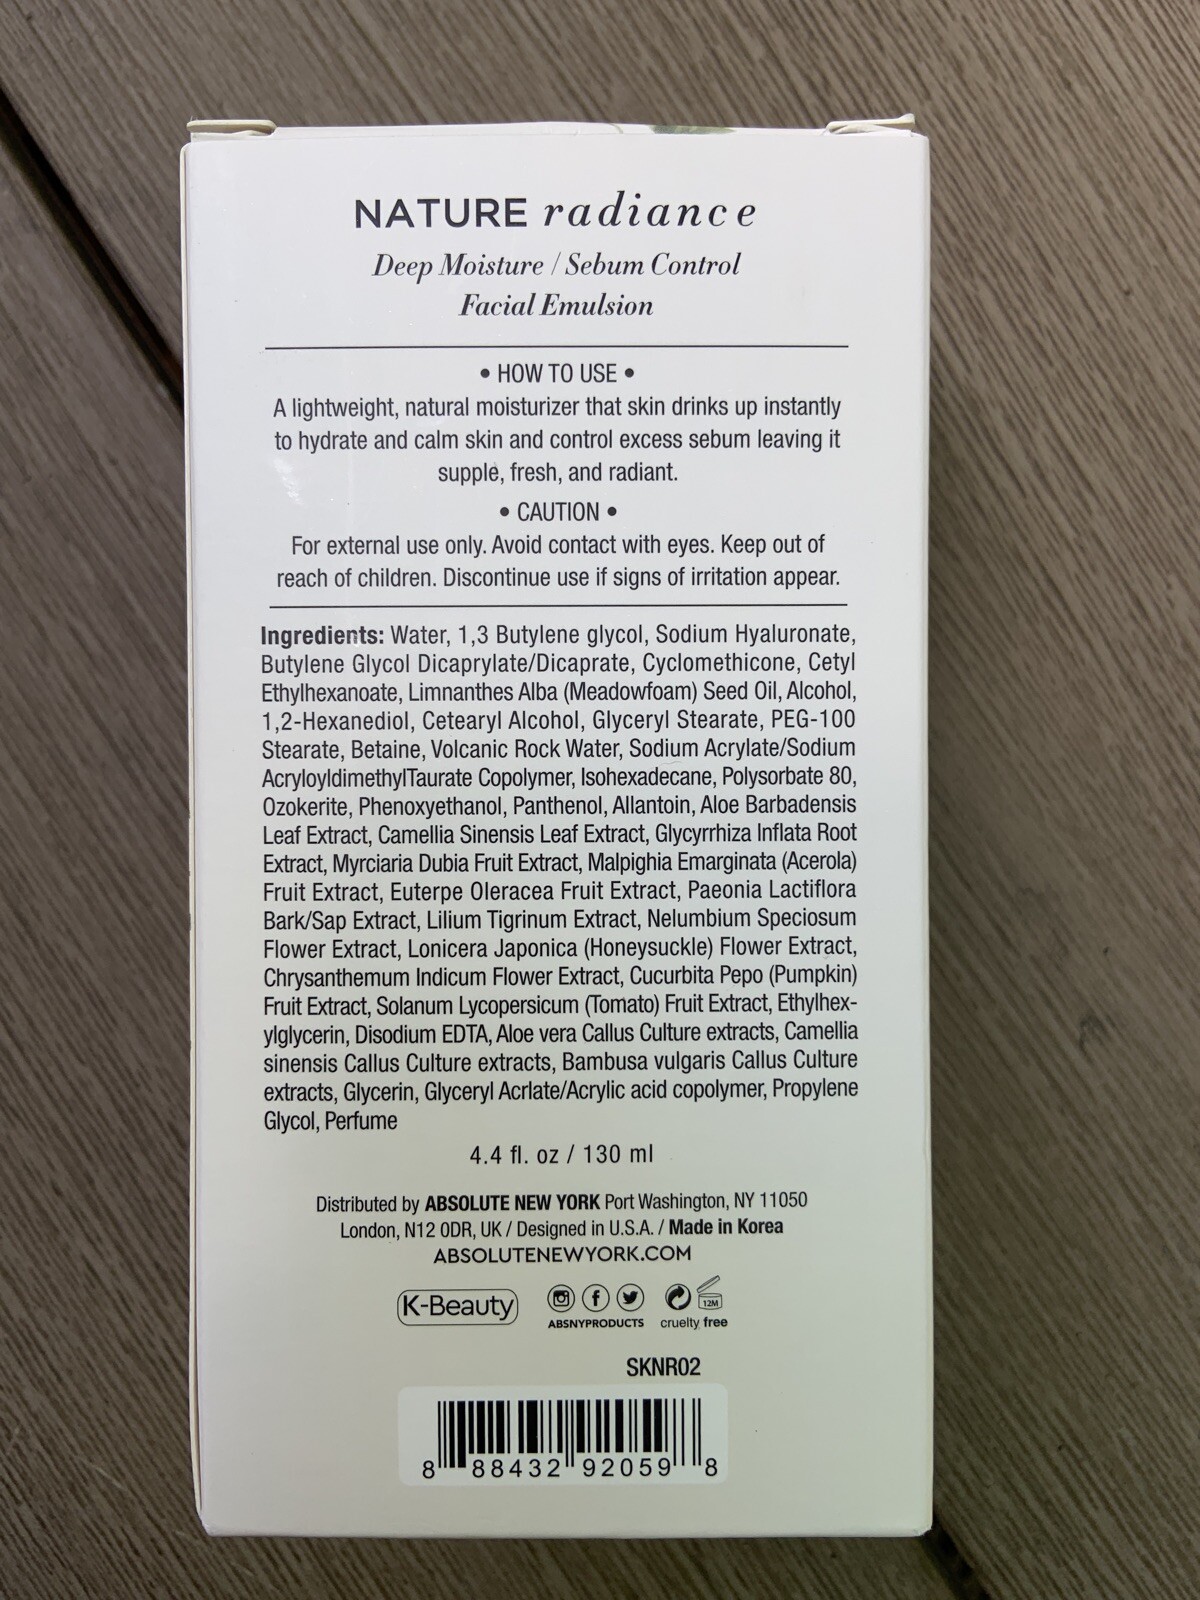 NATURE radiance
Deep Moisture / Sebum Control
Facial Emulsion
• HOW TO USE •
A lightweight, natural moisturizer that skin drinks up instantly
to hydrate and calm skin and control excess sebum leaving it
supple, fresh, and radiant.
• CAUTION •
For external use only. Avoid contact with eyes. Keep out of
reach of children. Discontinue use if signs of irritation appear.
Ingredients: Water, 1,3 Butylene glycol, Sodium Hyaluronate,
Butylene Glycol Dicaprylate/Dicaprate, Cyclomethicone, Cetyl
Ethylhexanoate, Limnanthes Alba (Meadowfoam) Seed Oil, Alcohol,
1,2-Hexanediol, Cetearyl Alcohol, Glyceryl Stearate, PEG-100
Stearate, Betaine, Volcanic Rock Water, Sodium Acrylate/Sodium
AcryloyldimethylTaurate Copolymer, Isohexadecane, Polysorbate 80,
Ozokerite, Phenoxyethanol, Panthenol, Allantoin, Aloe Barbadensis
Leaf Extract, Camellia Sinensis Leaf Extract, Glycyrrhiza Inflata Root
Extract, Myrciaria Dubia Fruit Extract, Malpighia Emarginata (Acerola)
Fruit Extract, Euterpe Oleracea Fruit Extract, Paeonia Lactiflora
Bark/Sap Extract, Lilium Tigrinum Extract, Nelumbium Speciosum
Flower Extract, Lonicera Japonica (Honeysuckle) Flower Extract,
Chrysanthemum Indicum Flower Extract, Cucurbita Pepo (Pumpkin)
Fruit Extract, Solanum Lycopersicum (Tomato) Fruit Extract, Ethylhex-
ylglycerin, Disodium EDTA, Aloe vera Callus Culture extracts, Camellia
sinensis Callus Culture extracts, Bambusa vulgaris Callus Culture
extracts, Glycerin, Glyceryl Acrlate/Acrylic acid copolymer, Propylene
Glycol, Perfume
4.4 fl. oz / 130 ml
Distributed by ABSOLUTE NEW YORK Port Washington, NY 11050
London, N12 0DR, UK / Designed in U.S.A. / Made in Korea
ABSOLUTENEWYORK.COM
K-Beauty
12M
ABSNYPRODUCTS cruelty free
SKNR02
8 88432 92059 8